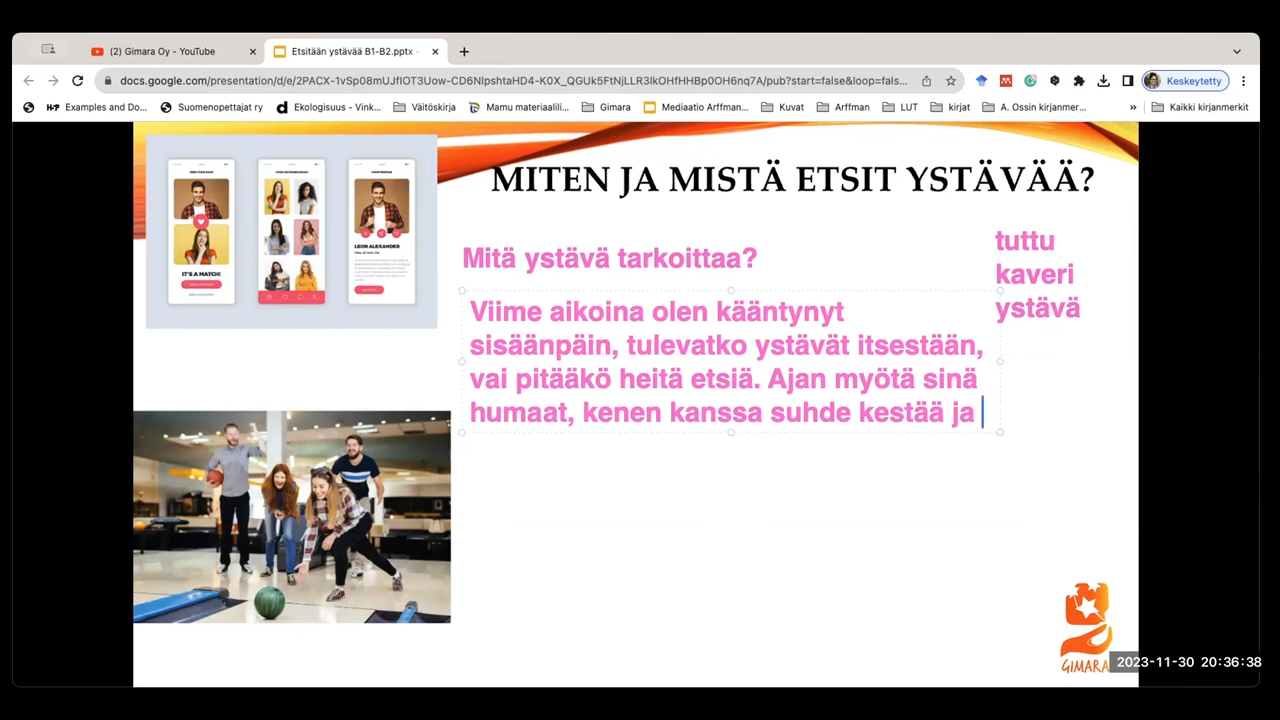 (2) Gimara Oy - YouTube
Etsitään ystävää B1-B2.pptx -
docs.google.com/presentation/d/e/2PACX-1vSp08mUJflOT3Uow-CD6NlpshtaHD4-K0X_QGUk5FtNjLLR3lkOHfHHBp0OH6nq7A/pub?start=false&loop=fals...
Keskeytetty
Examples and Do...
Suomenopettajat ry
Ekologisuus - Vink...
Väitöskirja
Mamu materiaalil...
Gimara
Mediaatio Arffman...
Kuvat
Arffman
LUT
kirjat
A. Ossin kirjanmer...
»
Kaikki kirjanmerkit
IT'S A MATCH!
LEON ALEXANDER
MITEN JA MISTÄ ETSIT YSTÄVÄÄ?
Mitä ystävä tarkoittaa?
tuttu
kaveri
ystävä
Viime aikoina olen kääntynyt
sisäänpäin, tulevatko ystävät itsestään,
vai pitääkö heitä etsiä. Ajan myötä sinä
humaat, kenen kanssa suhde kestää ja
GIMARA
2023-11-30 20:36:38